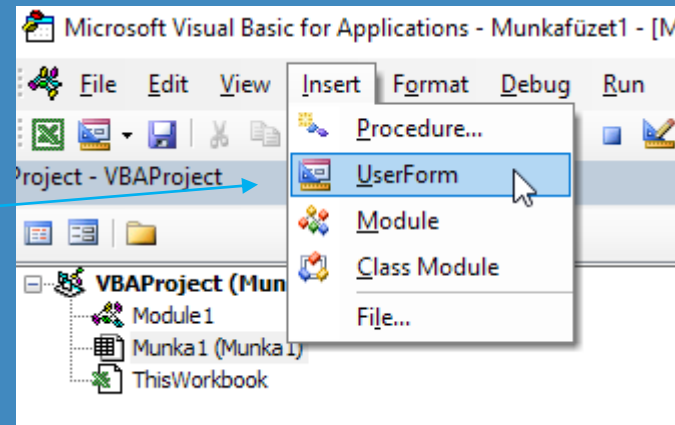 Microsoft Visual Basic for Applications - Munkafüzet1 - [M
File Edit View Insert Format Debug Run
Procedure...
Project - VBAProject
UserForm
Module
Class Module
VBAProject (Mun
File...
Module1
Munka1 (Munka1)
ThisWorkbook